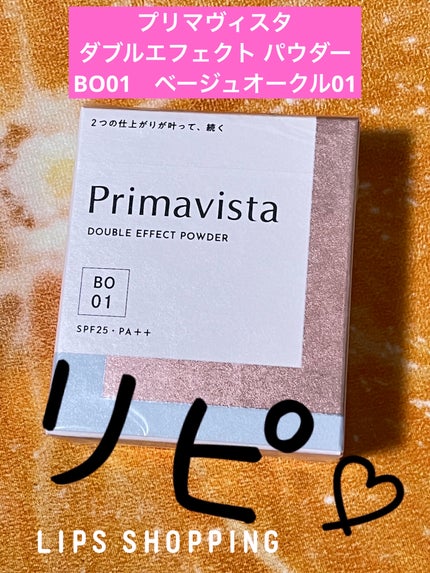 プリマヴィスタ
ダブルエフェクト パウダー
BO01　ベージュオークル01
2つの仕上がりが叶って、続く
Primavista
DOUBLE EFFECT POWDER
BO
01
SPF25・PA++
リピ♡
LIPS SHOPPING